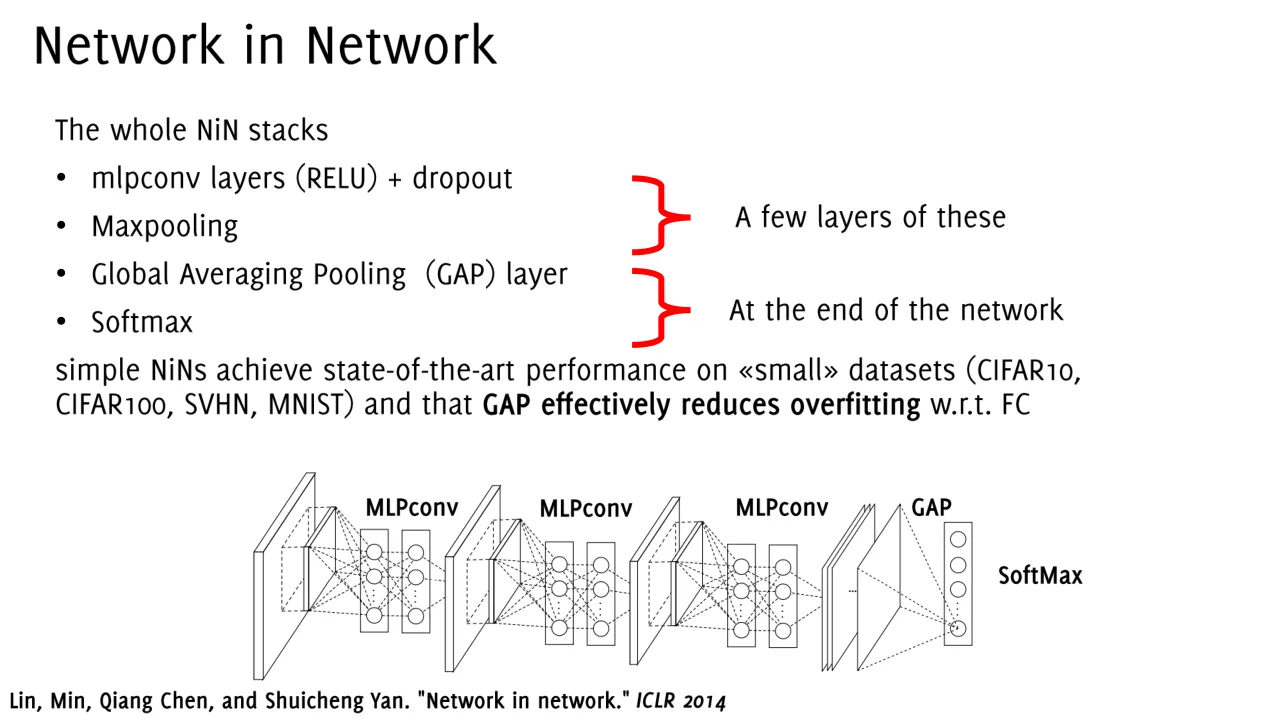 Network in Network
The whole NiN stacks
• mlpconv layers (RELU) + dropout
• Maxpooling
A few layers of these
• Global Averaging Pooling (GAP) layer
• Softmax
At the end of the network
simple NiNs achieve state-of-the-art performance on «small» datasets (CIFAR10,
CIFAR100, SVHN, MNIST) and that GAP effectively reduces overfitting w.r.t. FC
MLPconv
MLPconv
MLPconv
GAP
SoftMax
Lin, Min, Qiang Chen, and Shuicheng Yan. "Network in network." ICLR 2014